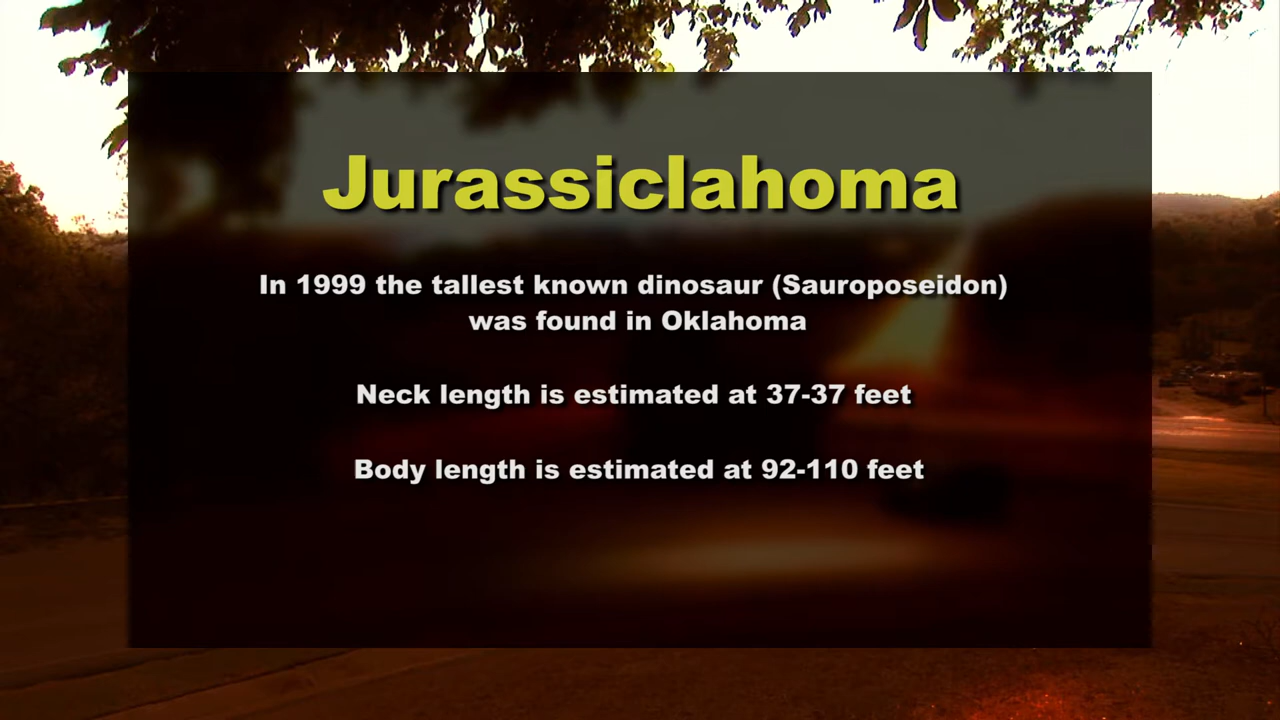 Jurassiclahoma
In 1999 the tallest known dinosaur (Sauroposeidon)
was found in Oklahoma
Neck length is estimated at 37-37 feet
Body length is estimated at 92-110 feet